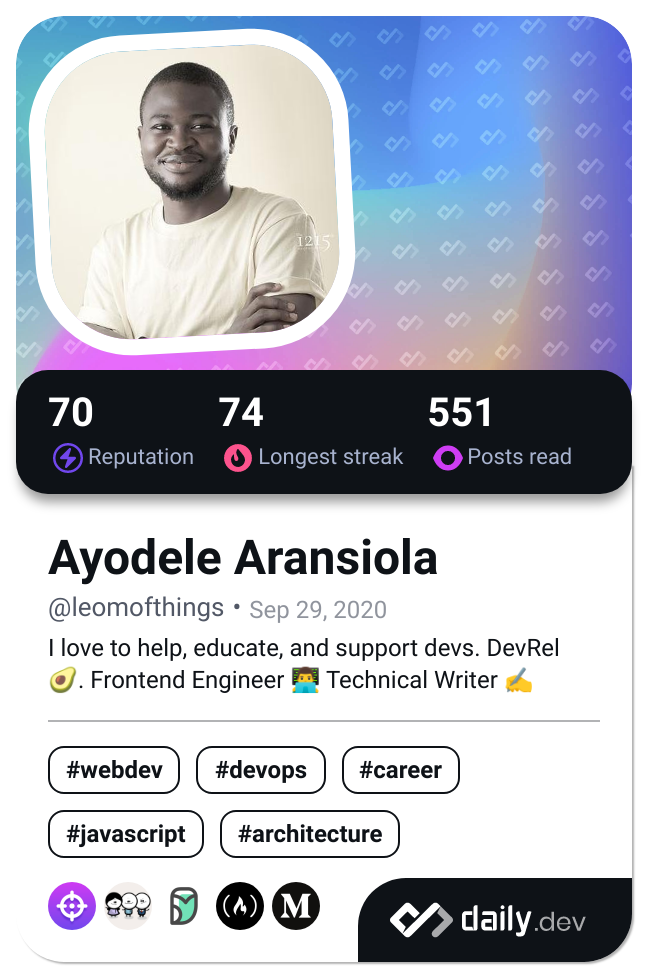 1215
70 74 551
Reputation Longest streak Posts read
Ayodele Aransiola
@leomofthings • Sep 29, 2020
I love to help, educate, and support devs. DevRel
🥑. Frontend Engineer 👨‍💻 Technical Writer ✍️
#webdev #devops #career
#javascript #architecture
M
daily.dev